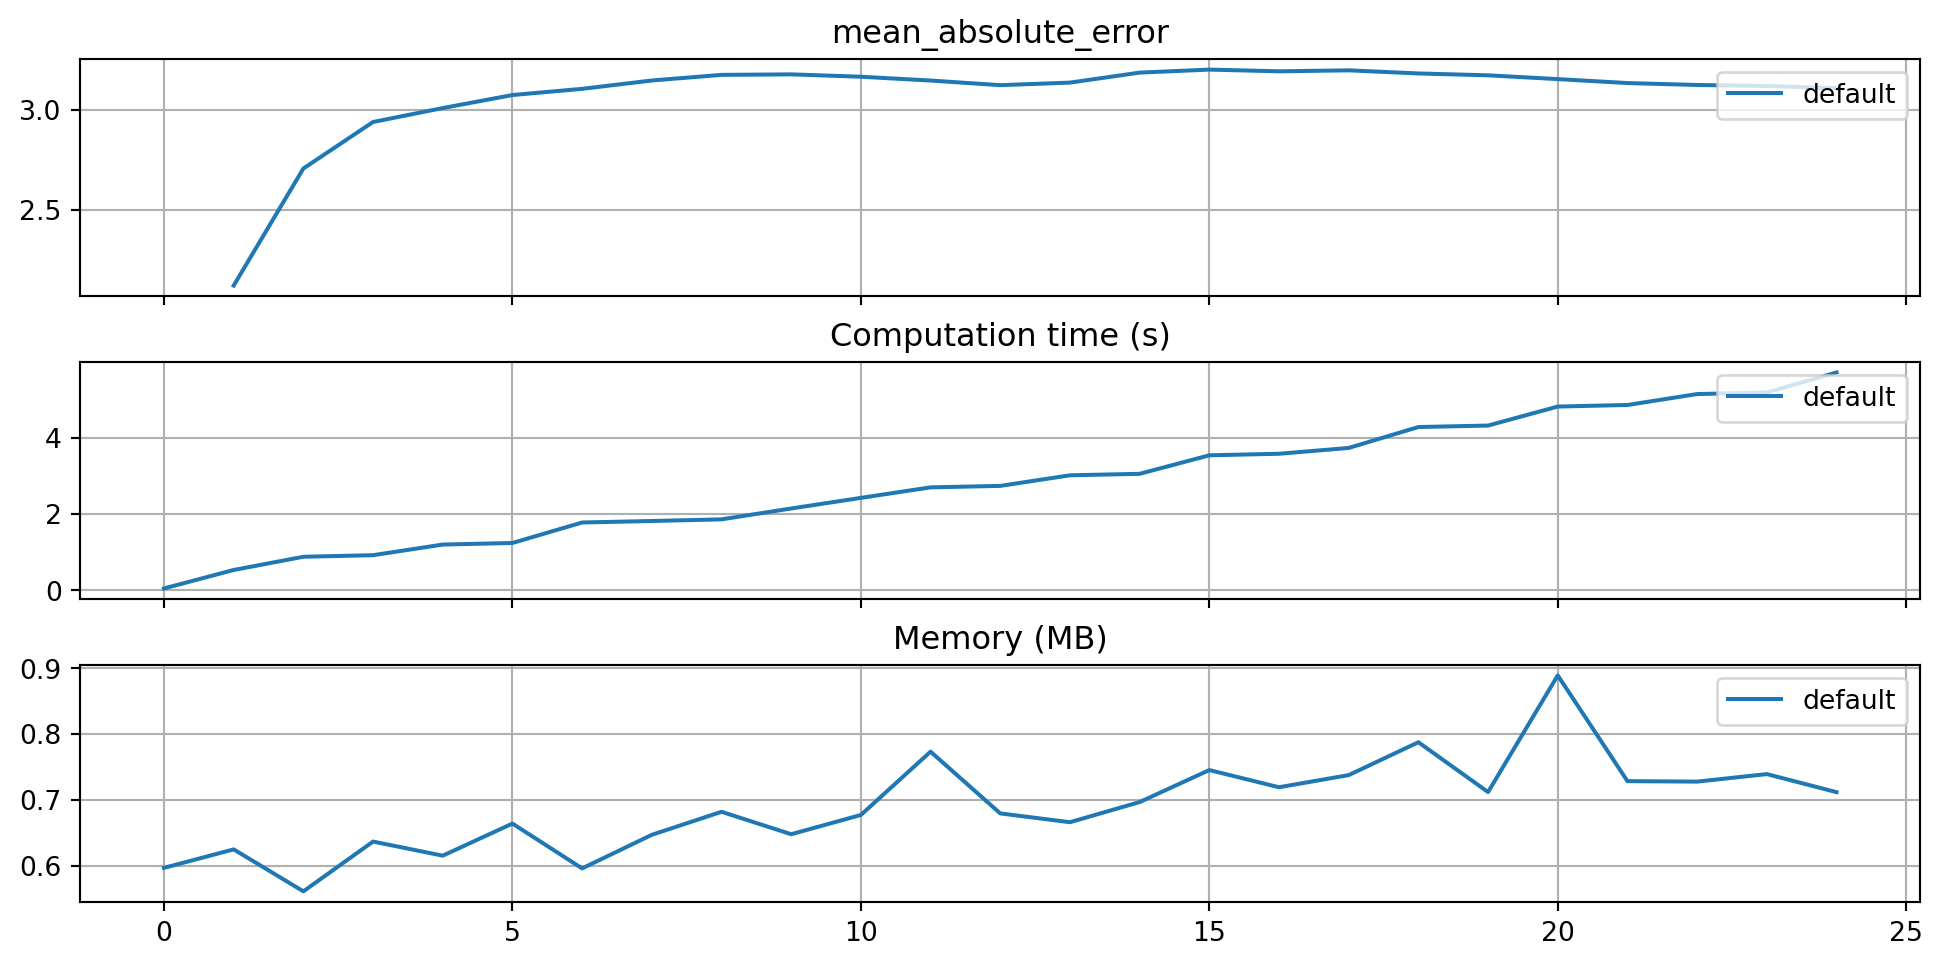 mean_absolute_error
3.0
2.5
default
Computation time (s)
4
2
0
default
Memory (MB)
0.9
0.8
0.7
0.6
default
0 5 10 15 20 25